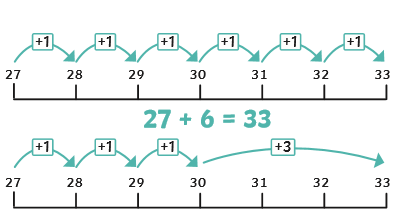 +1 +1 +1 +1 +1 +1
27 28 29 30 31 32 33
27 + 6 = 33
+1 +1 +1 +3
27 28 29 30 31 32 33